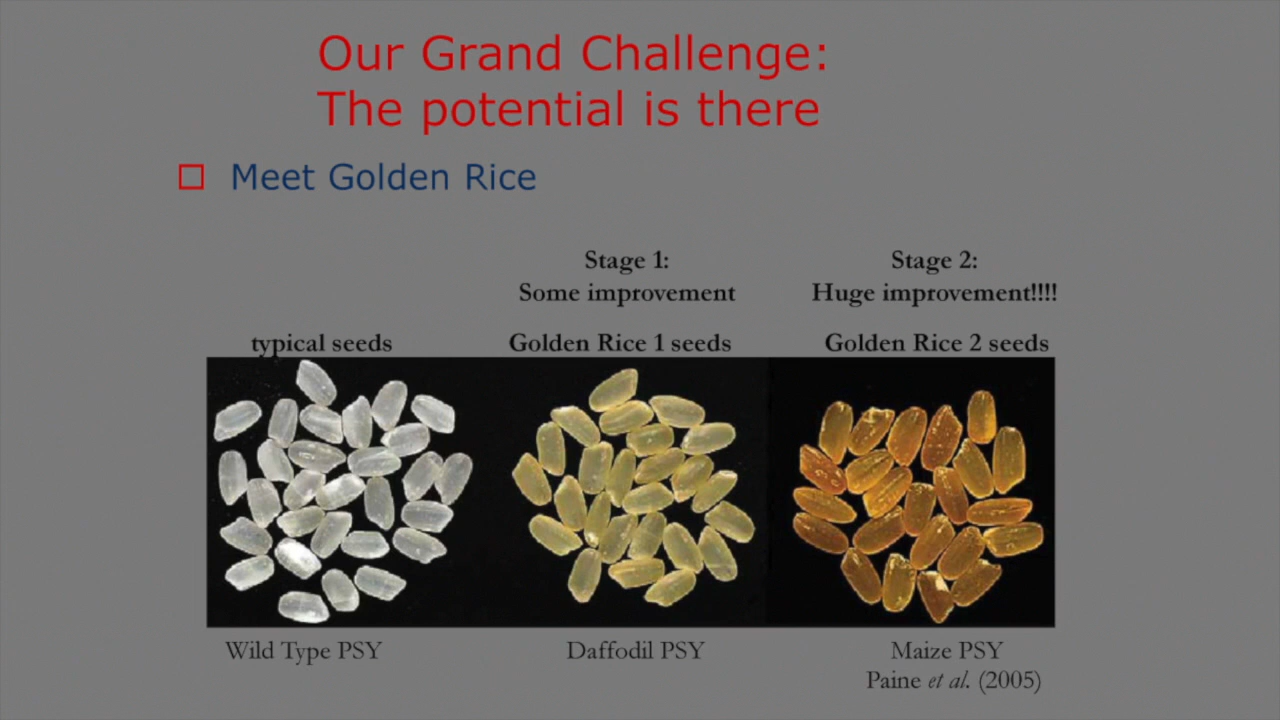 Our Grand Challenge:
The potential is there
Meet Golden Rice
Stage 1:
Some improvement
Stage 2:
Huge improvement!!!!
typical seeds
Golden Rice 1 seeds
Golden Rice 2 seeds
Wild Type PSY
Daffodil PSY
Maize PSY
Paine et al. (2005)